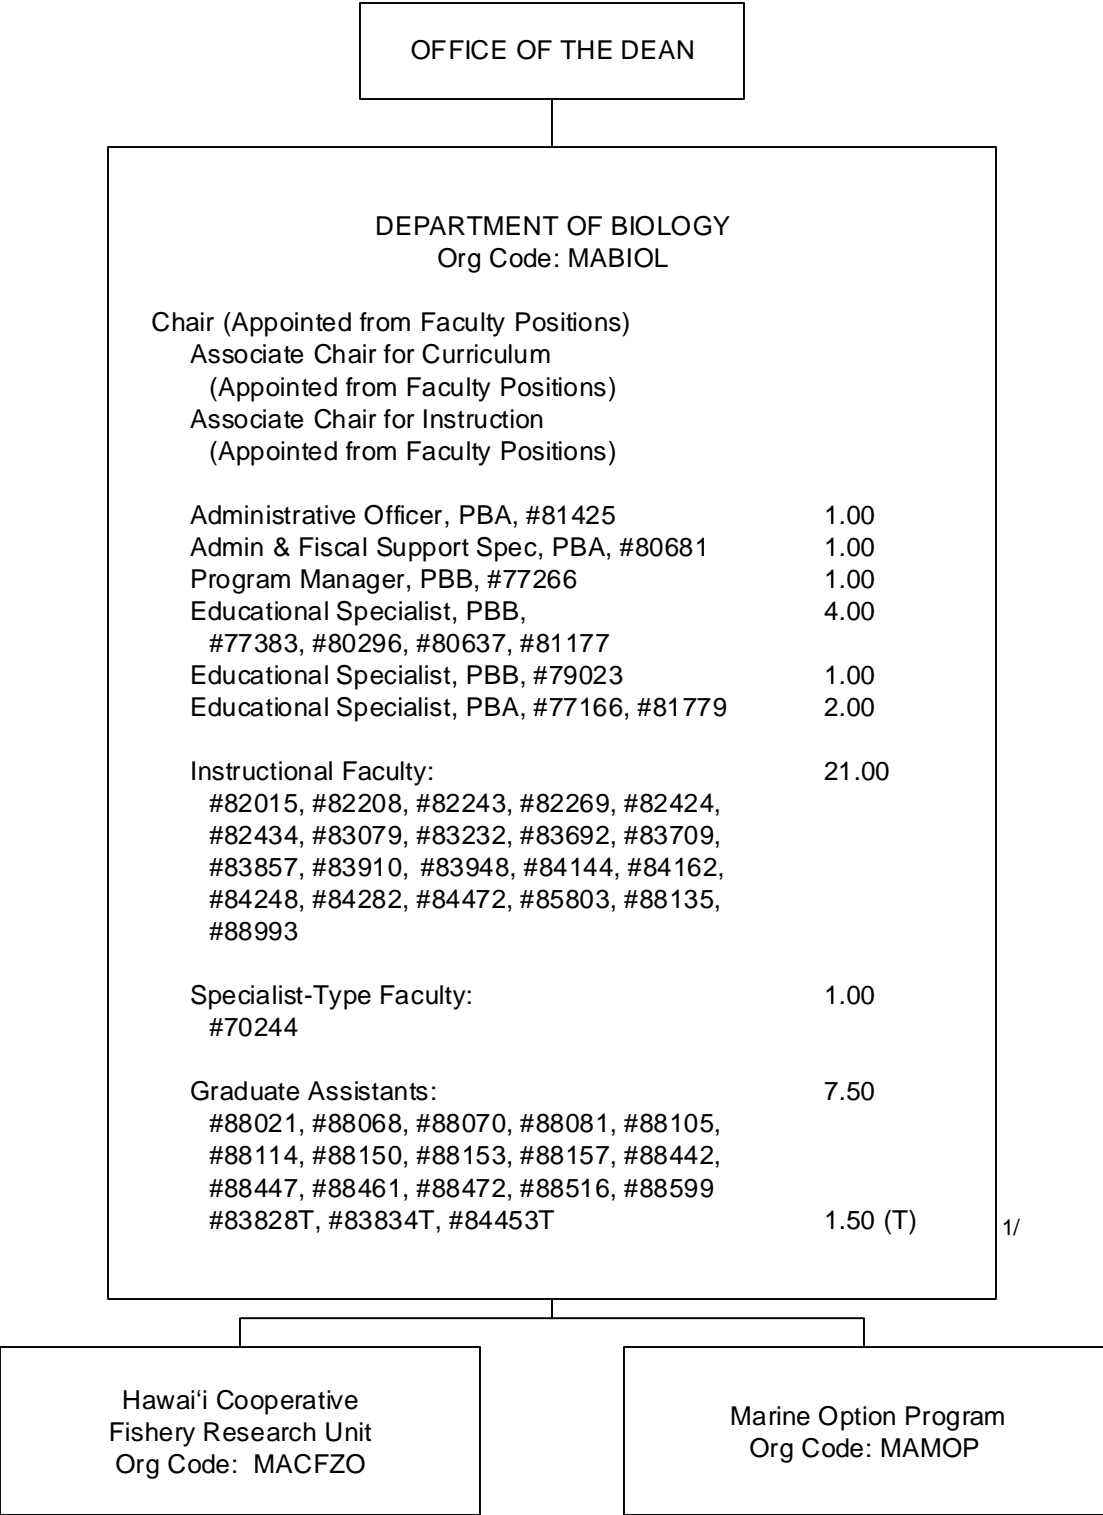 OFFICE OF THE DEAN
DEPARTMENT OF BIOLOGY
Org Code: MABIOL
Chair (Appointed from Faculty Positions)
Associate Chair for Curriculum
(Appointed from Faculty Positions)
Associate Chair for Instruction
(Appointed from Faculty Positions)
Administrative Officer, PBA, #81425 1.00
Admin & Fiscal Support Spec, PBA, #80681 1.00
Program Manager, PBB, #77266 1.00
Educational Specialist, PBB, 4.00
#77383, #80296, #80637, #81177
Educational Specialist, PBB, #79023 1.00
Educational Specialist, PBA, #77166, #81779 2.00
Instructional Faculty: 21.00
#82015, #82208, #82243, #82269, #82424,
#82434, #83079, #83232, #83692, #83709,
#83857, #83910, #83948, #84144, #84162,
#84248, #84282, #84472, #85803, #88135,
#88993
Specialist-Type Faculty: 1.00
#70244
Graduate Assistants: 7.50
#88021, #88068, #88070, #88081, #88105,
#88114, #88150, #88153, #88157, #88442,
#88447, #88461, #88472, #88516, #88599
#83828T, #83834T, #84453T 1.50 (T) 1/
Hawaiʻi Cooperative
Fishery Research Unit
Org Code: MACFZO
Marine Option Program
Org Code: MAMOP